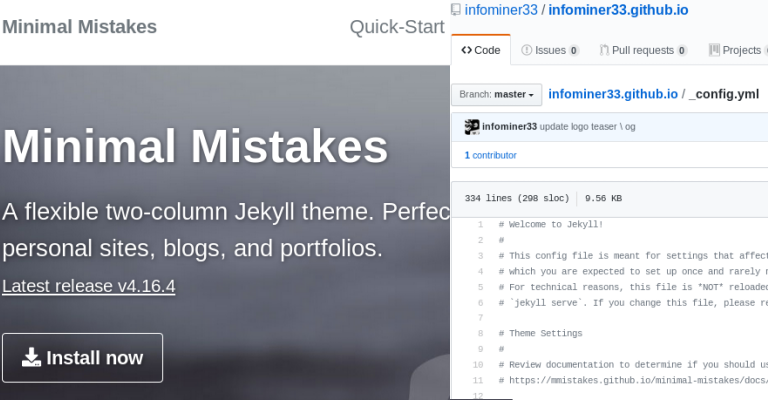 Minimal Mistakes
Quick-Start
Minimal Mistakes
A flexible two-column Jekyll theme. Perfec
personal sites, blogs, and portfolios.
Latest release v4.16.4
Install now
infominer33 / infominer33.github.io
Code Issues 0 Pull requests 0 Projects
Branch: master infominer33.github.io / _config.yml
infominer33 update logo teaser \ og
1 contributor
334 lines (298 sloc) 9.56 KB
1 # Welcome to Jekyll!
2 #
3 # This config file is meant for settings that affect
4 # which you are expected to set up once and rarely
5 # For technical reasons, this file is *NOT* reloaded
6 # `jekyll serve`. If you change this file, please re
7
8 # Theme Settings
9 #
10 # Review documentation to determine if you should us
11 # https://mmistakes.github.io/minimal-mistakes/docs/
12